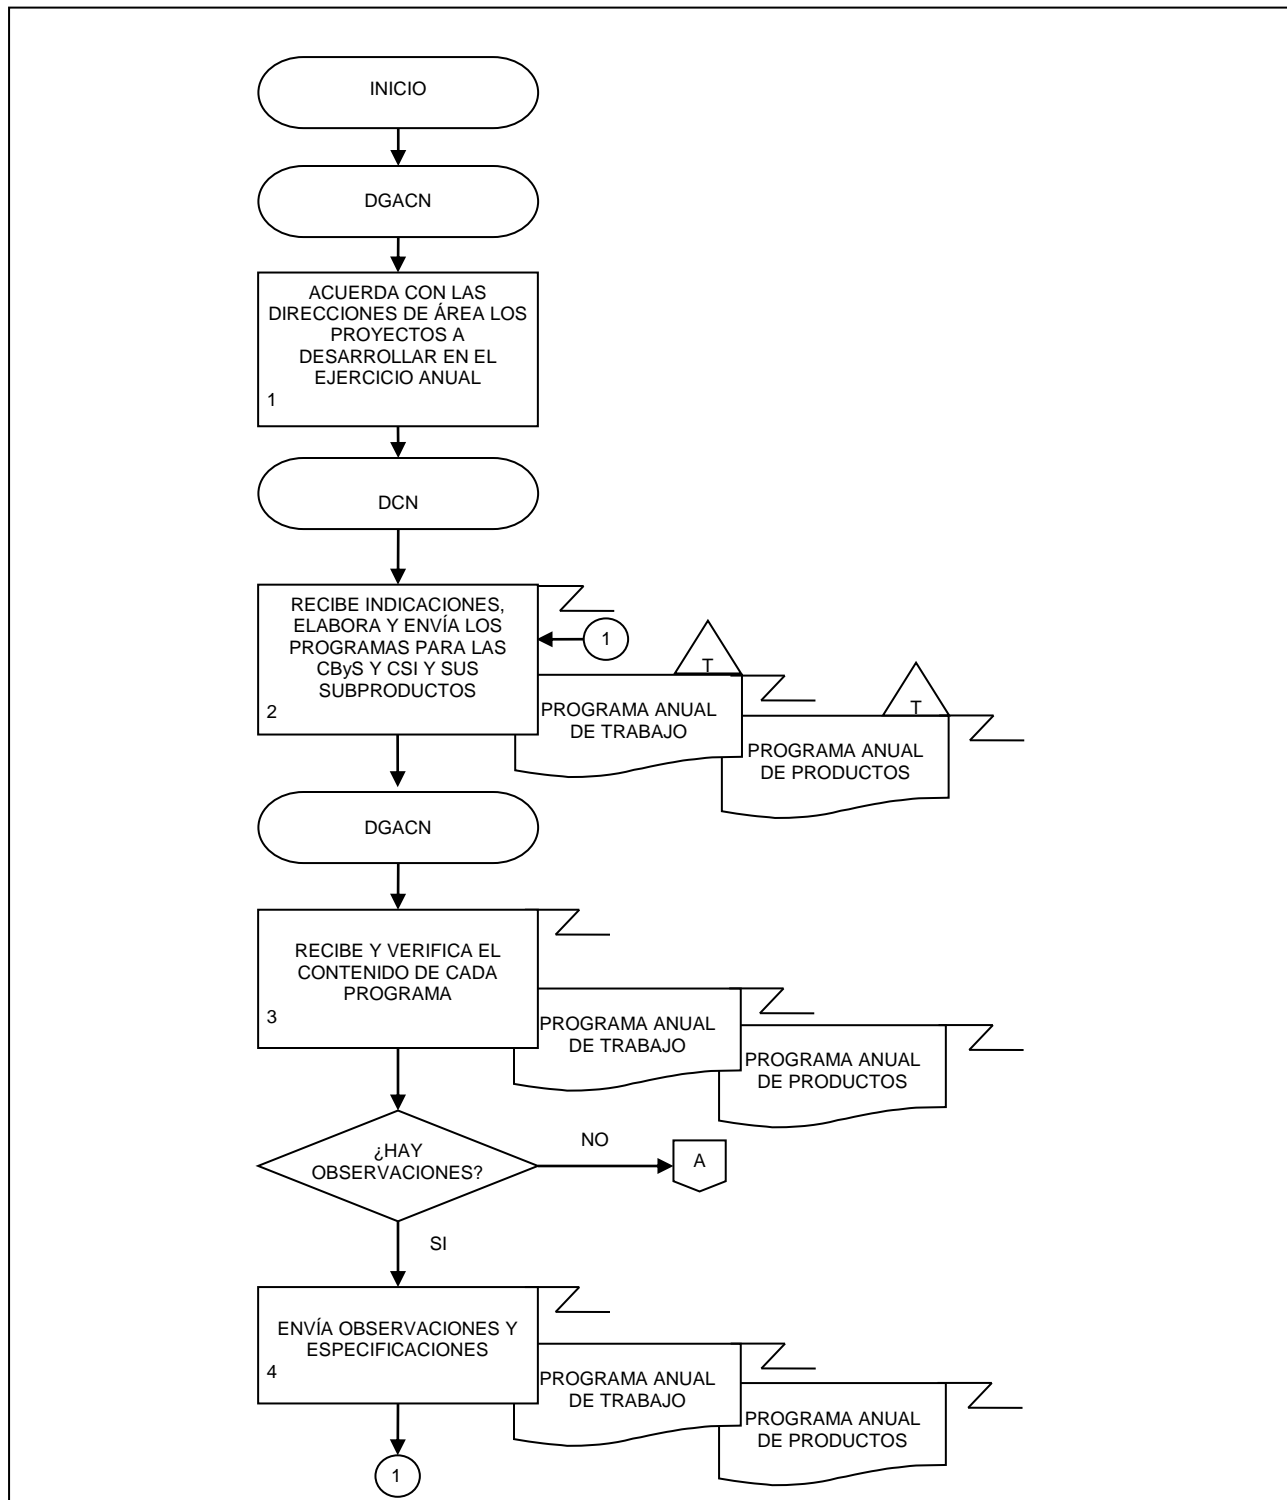 INICIO
DGACN
ACUERDA CON LAS
DIRECCIONES DE ÁREA LOS
PROYECTOS A
DESARROLLAR EN EL
EJERCICIO ANUAL
1
DCN
RECIBE INDICACIONES,
ELABORA Y ENVÍA LOS
PROGRAMAS PARA LAS
CByS Y CSI Y SUS
SUBPRODUCTOS
2
1
T
PROGRAMA ANUAL
DE TRABAJO
T
PROGRAMA ANUAL
DE PRODUCTOS
DGACN
RECIBE Y VERIFICA EL
CONTENIDO DE CADA
PROGRAMA
3
PROGRAMA ANUAL
DE TRABAJO
PROGRAMA ANUAL
DE PRODUCTOS
¿HAY
OBSERVACIONES?
NO
A
SI
ENVÍA OBSERVACIONES Y
ESPECIFICACIONES
4
PROGRAMA ANUAL
DE TRABAJO
PROGRAMA ANUAL
DE PRODUCTOS
1